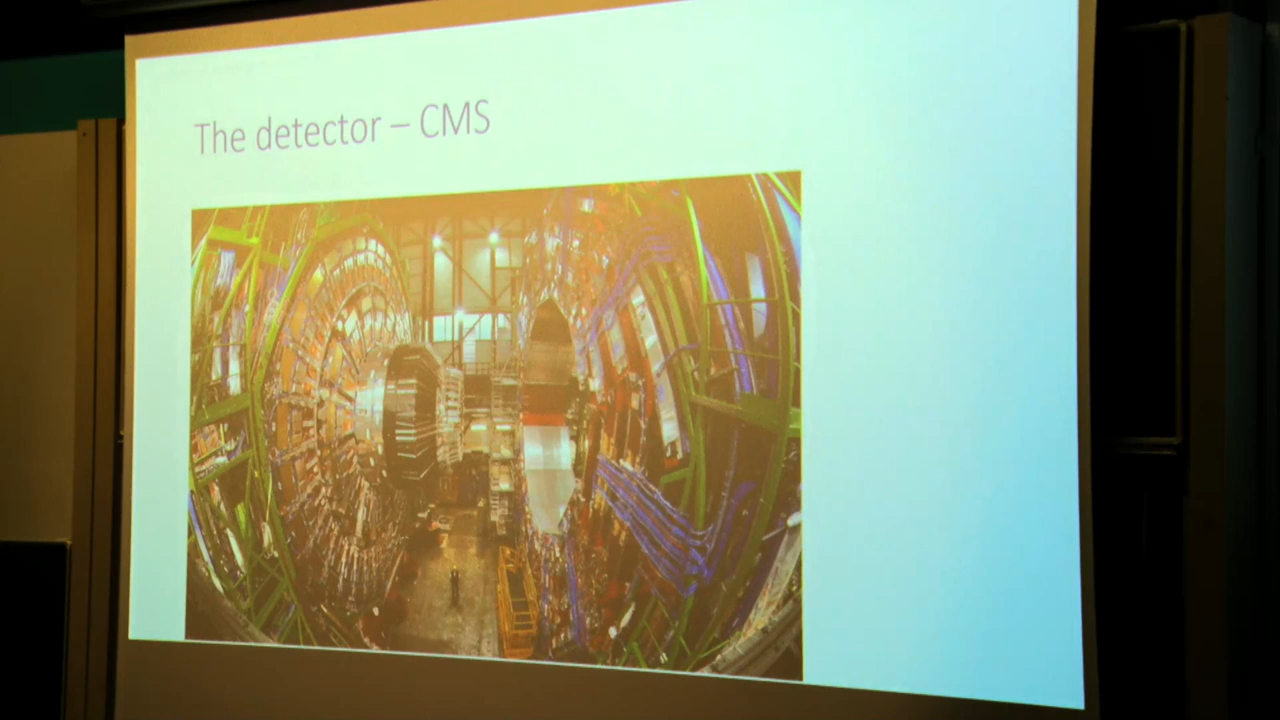 The detector – CMS